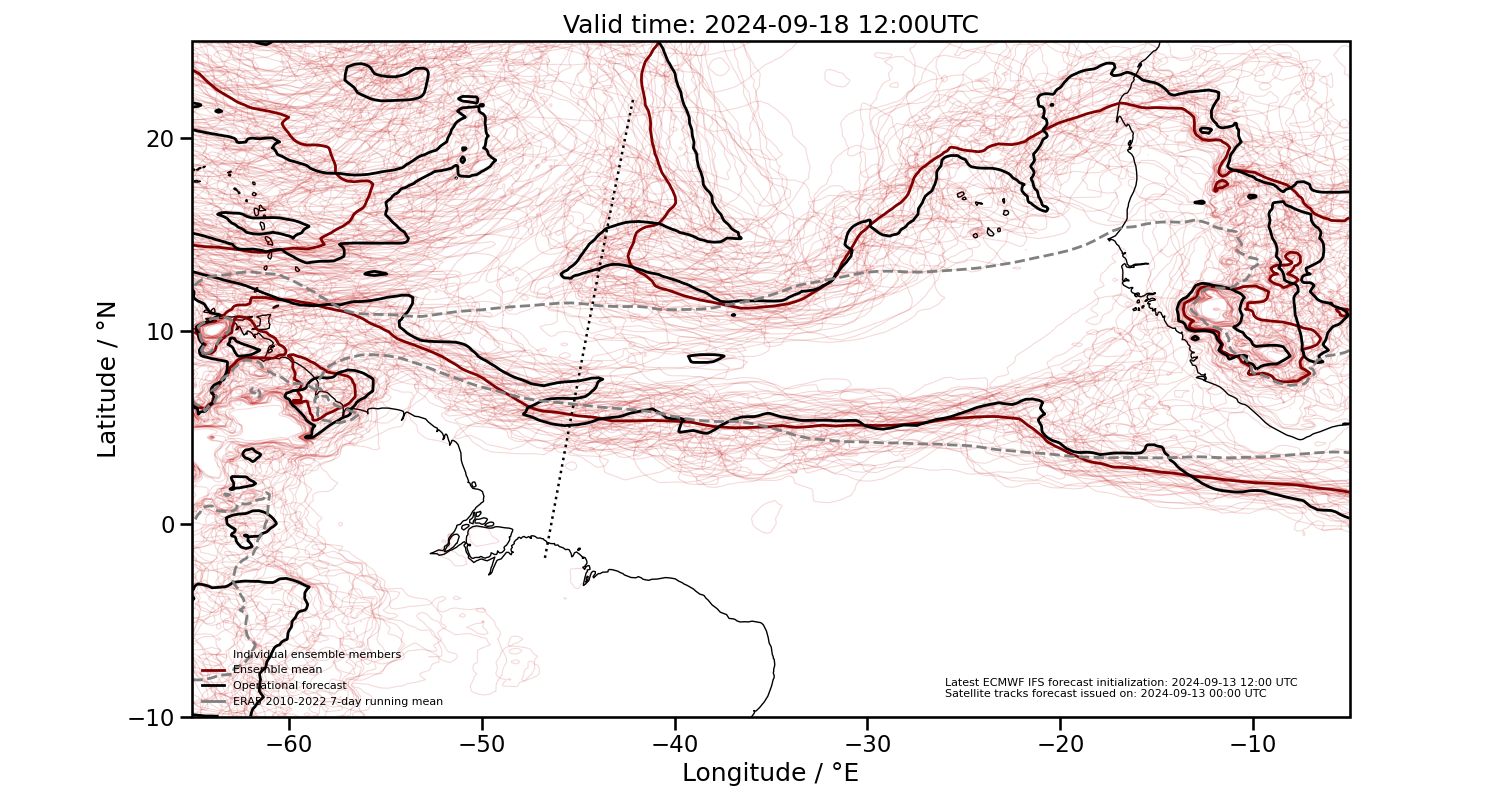 Valid time: 2024-09-18 12:00UTC
20
10
0
−10
Latitude / °N
−60
−50
−40
−30
−20
−10
Longitude / °E
Individual ensemble members
Ensemble mean
Operational forecast
ERA5 2010-2022 7-day running mean
Latest ECMWF IFS forecast initialization: 2024-09-13 12:00 UTC
Satellite tracks forecast issued on: 2024-09-13 00:00 UTC